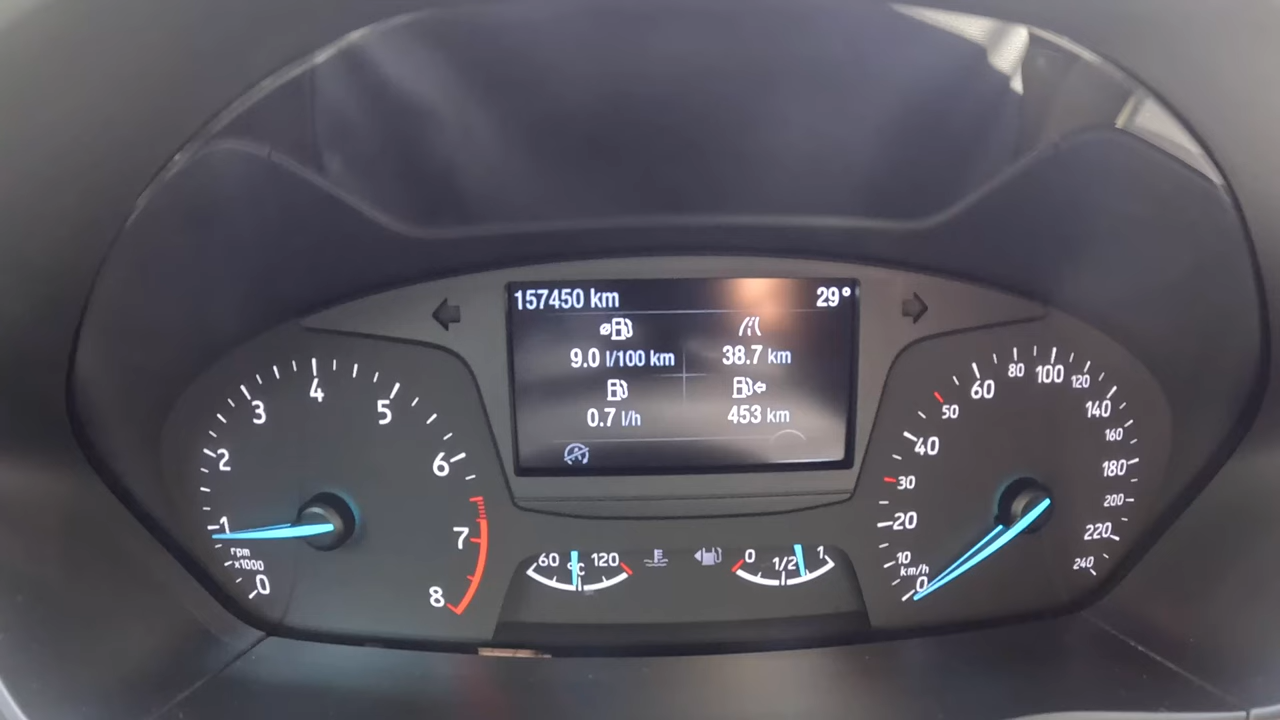 157450 km 29°
9.0 l/100 km 38.7 km
0.7 l/h 453 km
0 1 2 3 4 5 6 7 8
rpm
x1000
60 °C 120
0 1/2 1
0 10 20 30 40 50 60 80 100 120 140 160 180 200 220 240
km/h